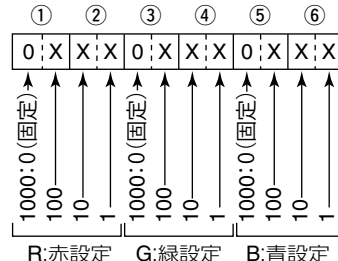 ① ② ③ ④ ⑤ ⑥
0 X X X 0 X X X 0 X X X
1000：0(固定) 100 10 1 1000：0(固定) 100 10 1 1000：0(固定) 100 10 1
R:赤設定 G:緑設定 B:青設定